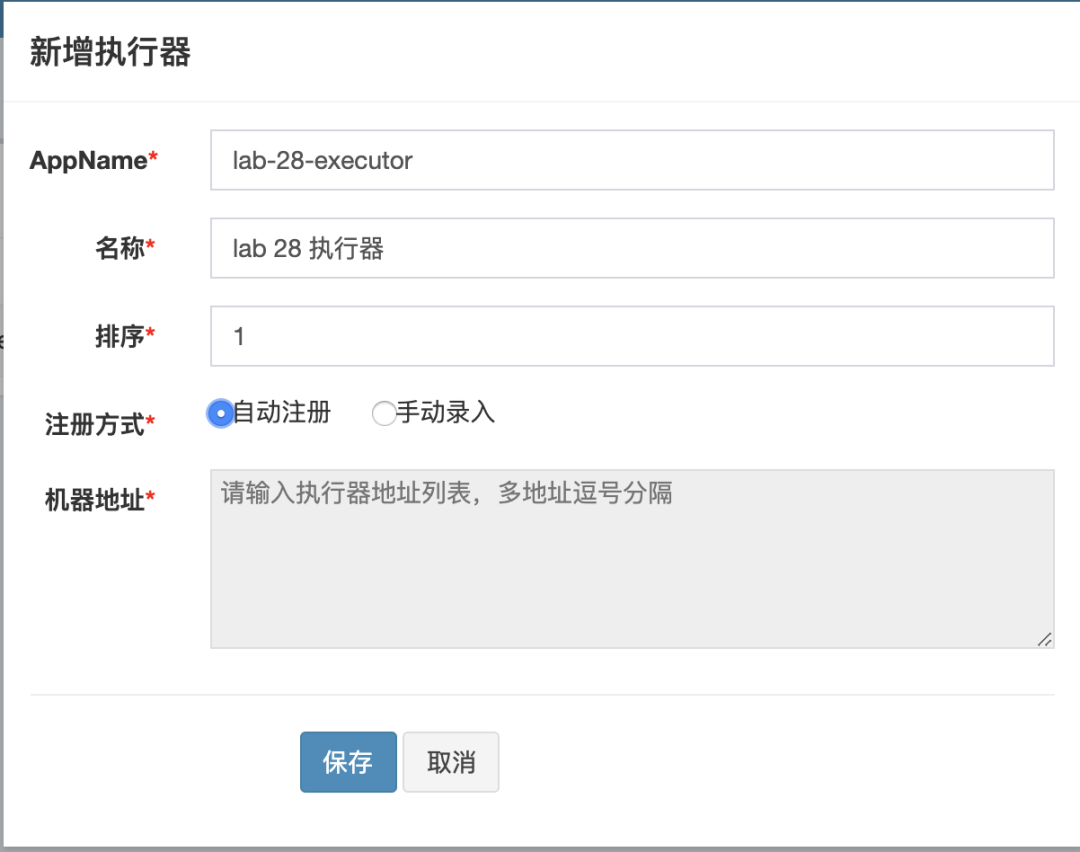 新增执行器
AppName* lab-28-executor
名称* lab 28 执行器
排序* 1
注册方式* 自动注册 手动录入
机器地址* 请输入执行器地址列表，多地址逗号分隔
保存 取消